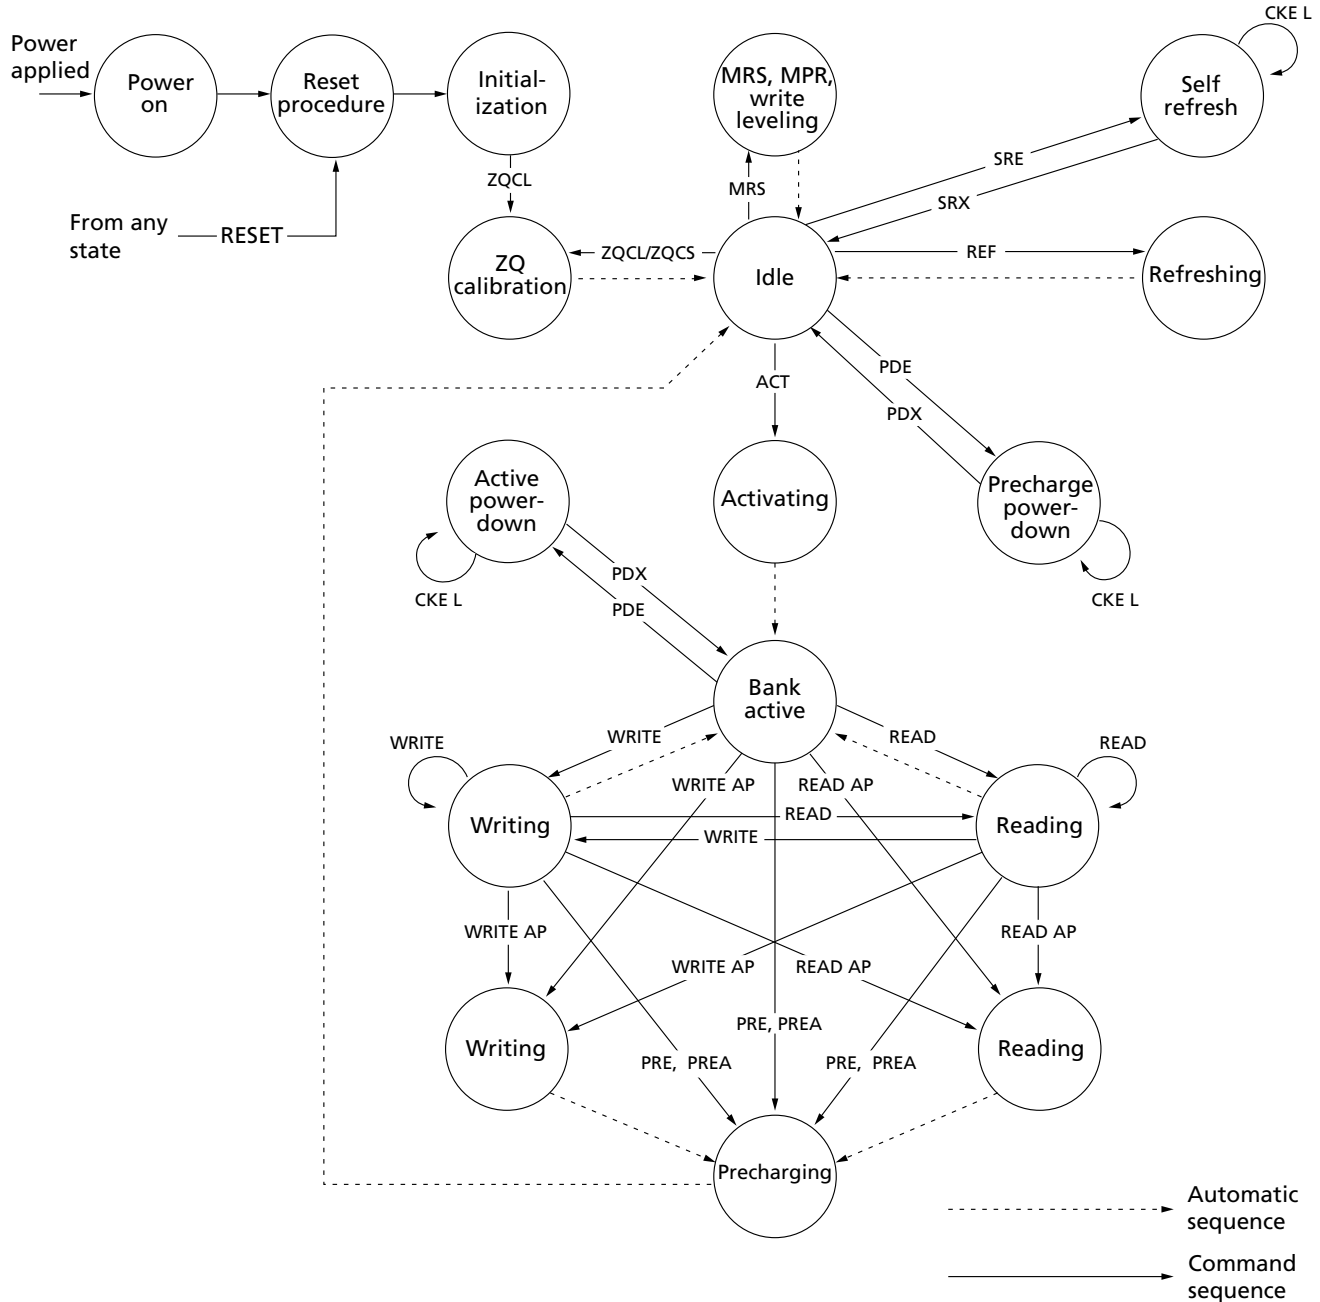 CKE L
Power
applied
Power
on
Reset
procedure
Initial-
ization
MRS, MPR,
write
leveling
Self
refresh
SRE
ZQCL
MRS
SRX
From any
state
RESET
ZQCL/ZQCS
REF
ZQ
calibration
Idle
Refreshing
PDE
ACT
PDX
Active
power-
down
Activating
Precharge
power-
down
PDX
CKE L
PDE
CKE L
Bank
active
WRITE
READ
WRITE
READ
WRITE AP
READ AP
READ
Writing
Reading
WRITE
WRITE AP
READ AP
WRITE AP
READ AP
PRE, PREA
Writing
Reading
PRE, PREA
PRE, PREA
Precharging
Automatic
sequence
Command
sequence